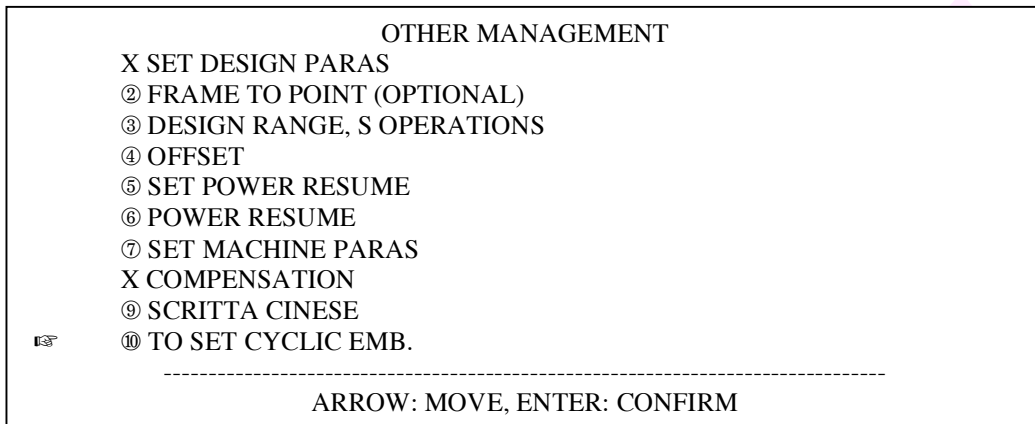 OTHER MANAGEMENT
X SET DESIGN PARAS
② FRAME TO POINT (OPTIONAL)
③ DESIGN RANGE, S OPERATIONS
④ OFFSET
⑤ SET POWER RESUME
⑥ POWER RESUME
⑦ SET MACHINE PARAS
X COMPENSATION
⑨ SCRITTA CINESE
☞ ⑩ TO SET CYCLIC EMB.
--------------------------------------------------------------------------------
ARROW: MOVE, ENTER: CONFIRM